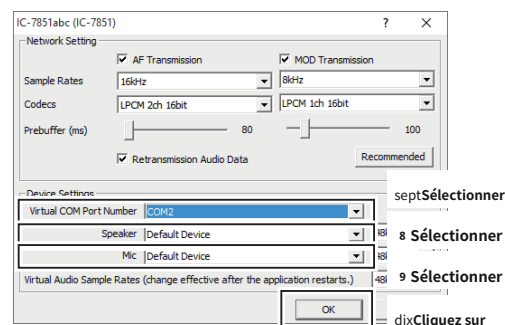 IC-7851abc (IC-7851) ? ×
Network Setting
AF Transmission MOD Transmission
Sample Rates 16kHz 8kHz
Codecs LPCM 2ch 16bit LPCM 1ch 16bit
Prebuffer (ms) 80 100
Retransmission Audio Data Recommended
Device Settings
septSélectionner
Virtual COM Port Number COM2
Speaker Default Device 8 Sélectionner
Mic Default Device
9 Sélectionner
Virtual Audio Sample Rates (change effective after the application restarts.)
OK
dixCliquez sur